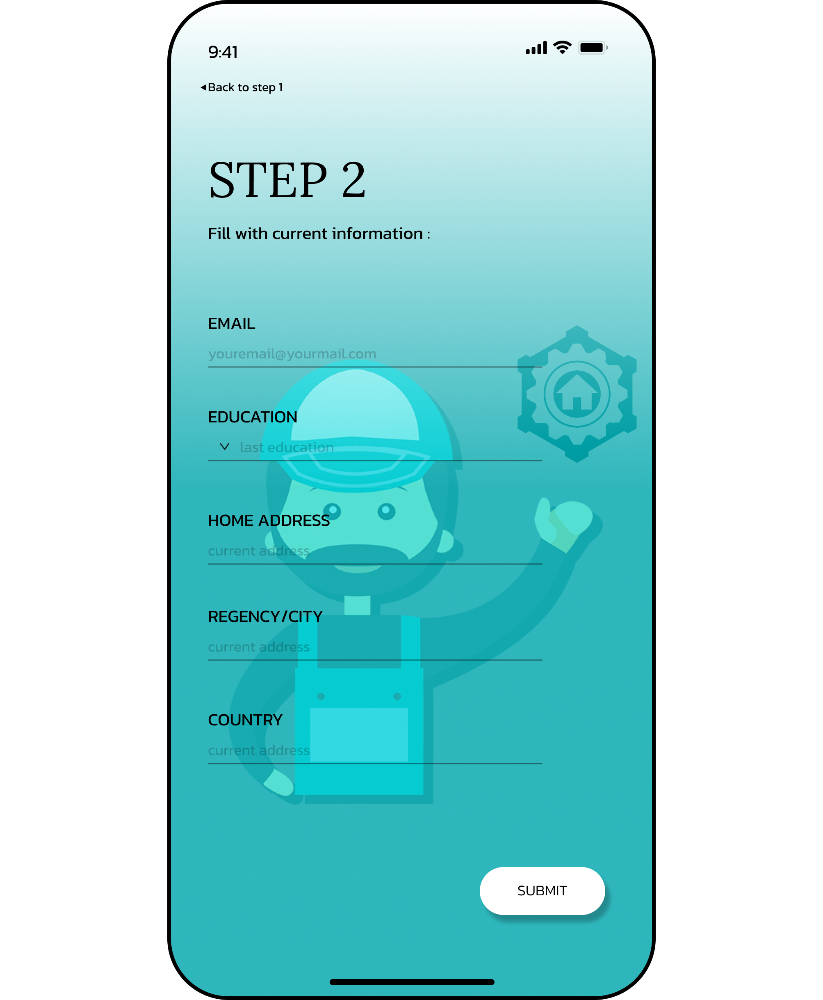 9:41
Back to step 1
STEP 2
Fill with current information :
EMAIL
youremail@yourmail.com
EDUCATION
last education
HOME ADDRESS
current address
REGENCY/CITY
current address
COUNTRY
current address
SUBMIT